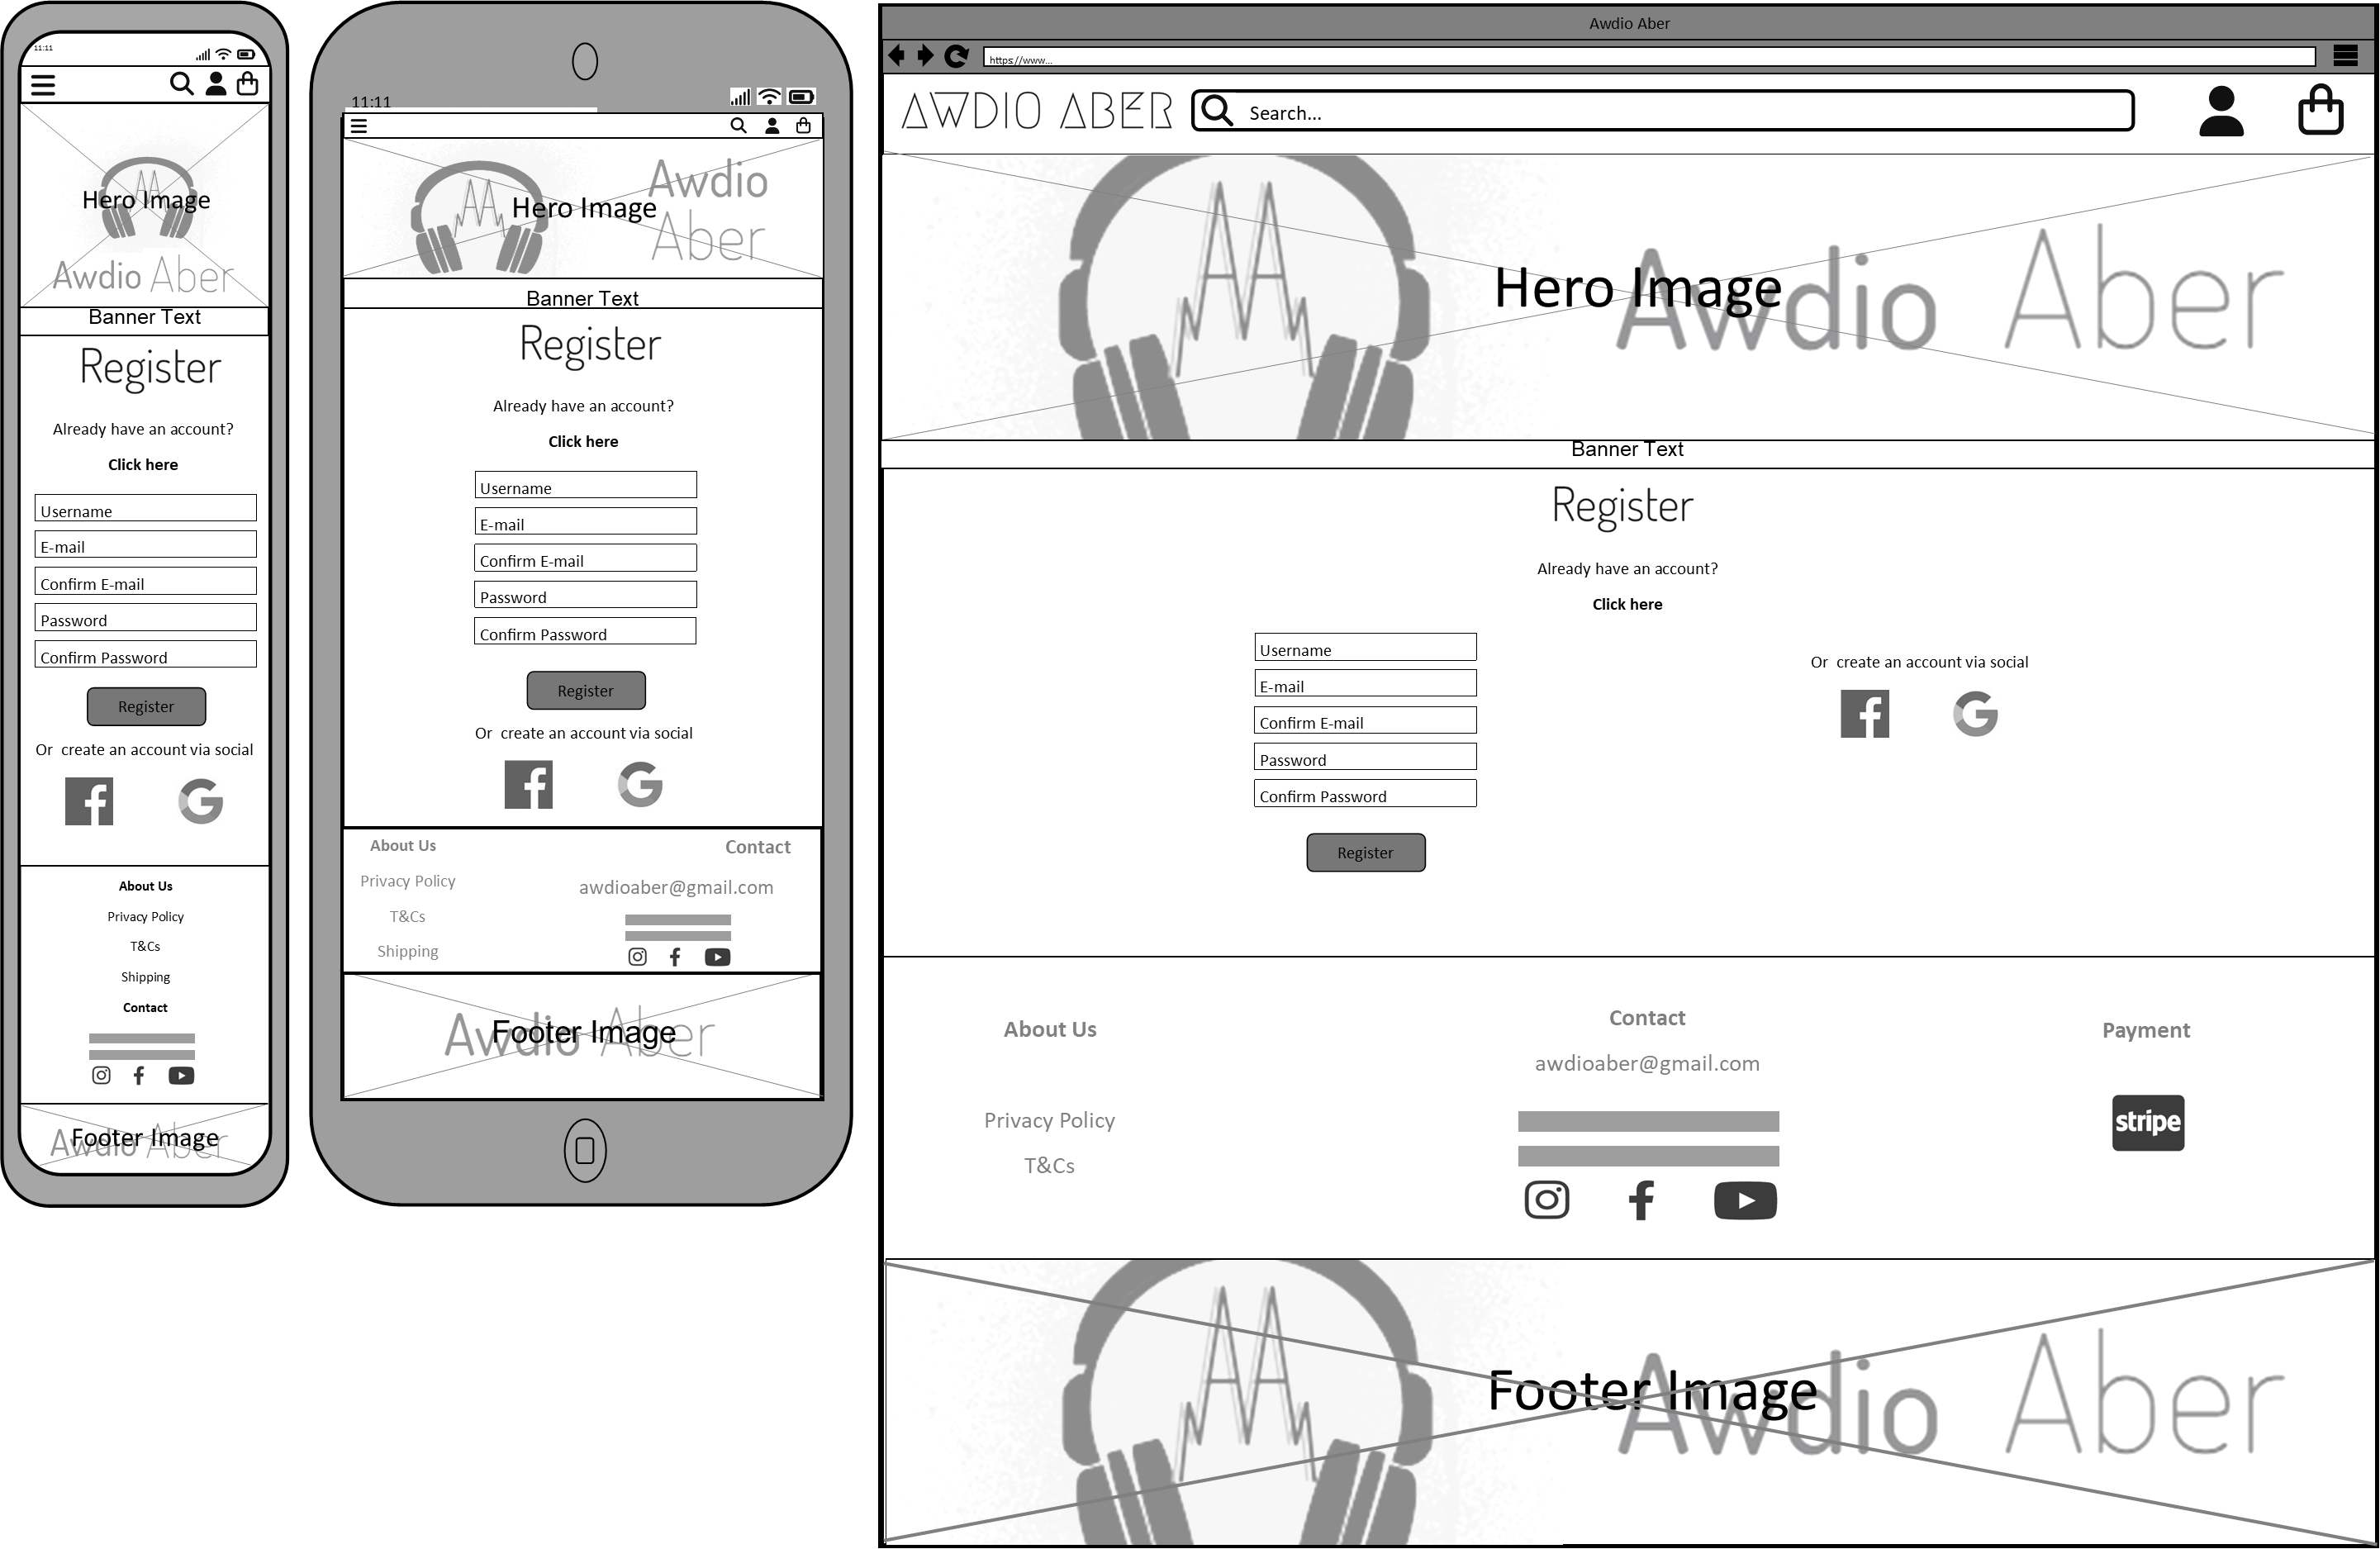 11:11
Hero Image
Awdio Aber
Banner Text
Register
Already have an account?
Click here
Username
E-mail
Confirm E-mail
Password
Confirm Password
Register
Or create an account via social
f G
About Us
Privacy Policy
T&Cs
Shipping
Contact
f
Awdio Aber
Footer Image
11:11
AA
Hero Image
Awdio
Aber
Banner Text
Register
Already have an account?
Click here
Username
E-mail
Confirm E-mail
Password
Confirm Password
Register
Or create an account via social
f G
About Us
Privacy Policy
T&Cs
Shipping
Contact
awdioaber@gmail.com
f
Awdio Aber
Footer Image
Awdio Aber
https://www...
AWDIO ABER
Search...
AA
Hero Image
Awdio Aber
Banner Text
Register
Already have an account?
Click here
Username
E-mail
Confirm E-mail
Password
Confirm Password
Register
Or create an account via social
f G
About Us
Privacy Policy
T&Cs
Contact
awdioaber@gmail.com
f
Payment
stripe
AA
Footer Image
Awdio Aber